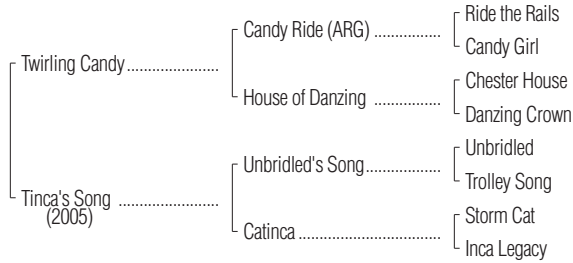 Ride the Rails
Candy Ride (ARG) ................
Candy Girl
Twirling Candy ......................
Chester House
House of Danzing ................
Danzing Crown
Unbridled
Unbridled's Song..................
Trolley Song
Tinca's Song ........................
(2005)
Storm Cat
Catinca ..................................
Inca Legacy